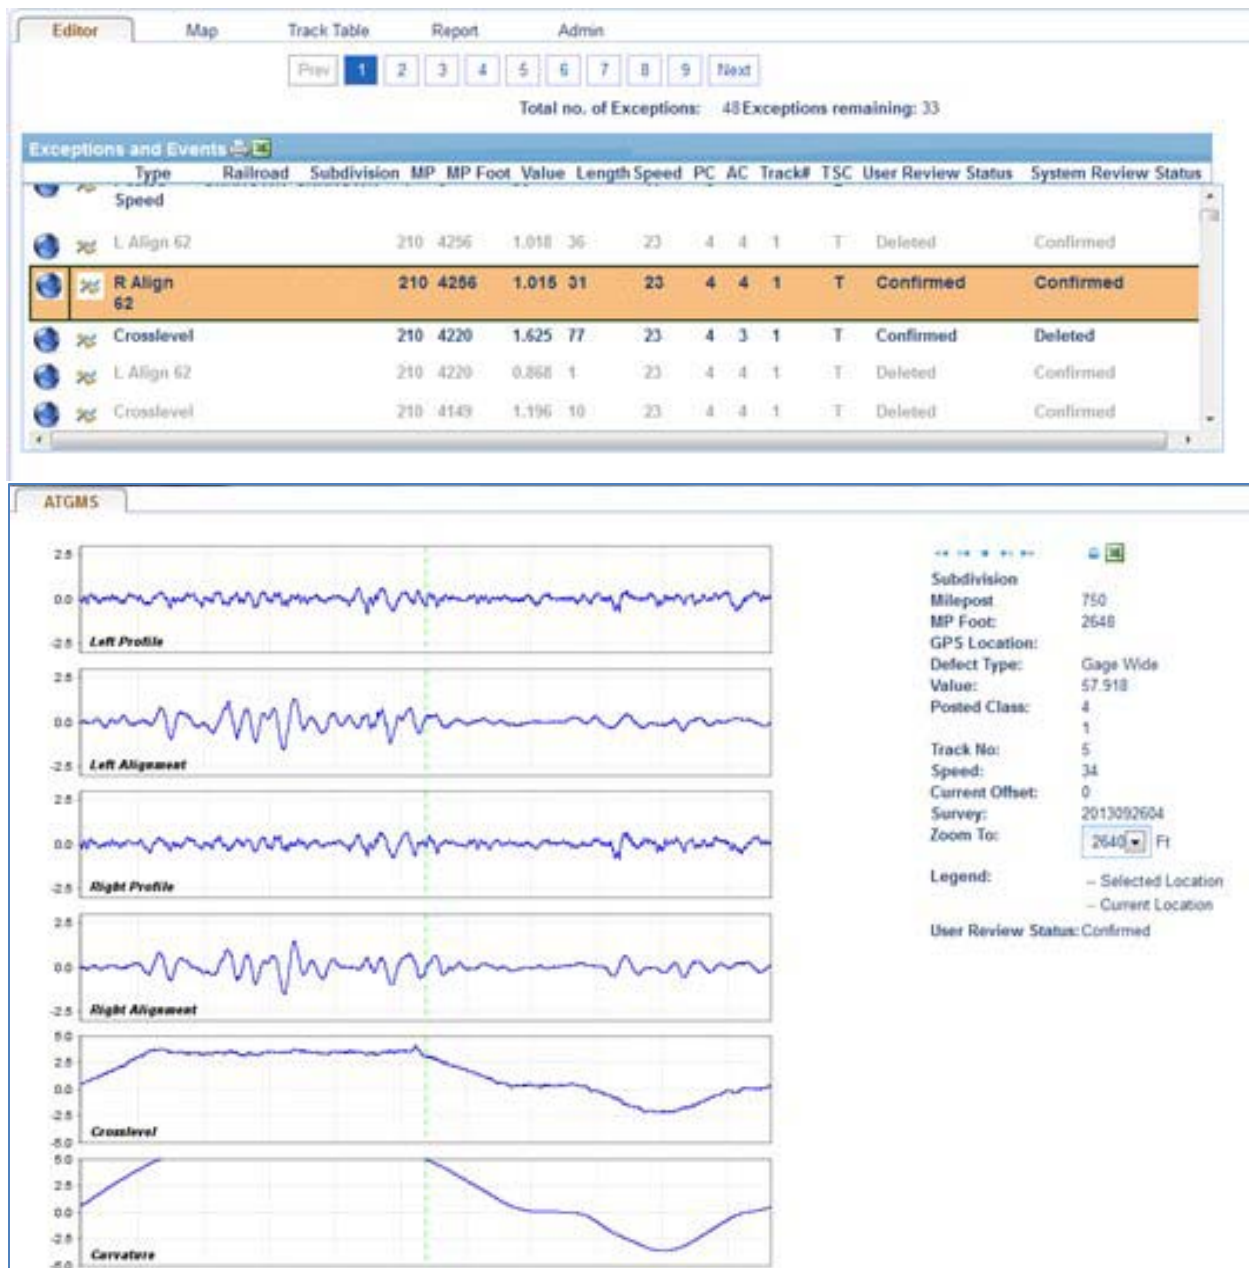 Editor Map Track Table Report Admin
Prev 1 2 3 4 5 6 7 8 9 Next
Total no. of Exceptions: 48 Exceptions remaining: 33
Exceptions and Events
Type Railroad Subdivision MP MP Foot Value Length Speed PC AC Track# TSC User Review Status System Review Status
Speed
L Align 62 210 4256 1.018 36 23 4 4 1 T Deleted Confirmed
R Align 210 4256 1.015 31 23 4 4 1 T Confirmed Confirmed
62
Crosslevel 210 4220 1.625 77 23 4 3 1 T Confirmed Deleted
L Align 62 210 4220 0.868 1 23 4 4 1 T Deleted Confirmed
Crosslevel 210 4149 1.196 10 23 4 4 1 T Deleted Confirmed
ATGMS
2.5
0.0
-2.5 Left Profile
2.5
0.0
-2.5 Left Alignment
2.5
0.0
-2.5 Right Profile
2.5
0.0
-2.5 Right Alignment
5.0
2.5
0.0
-2.5
-5.0 Crosslevel
5.0
2.5
0.0
-2.5
-5.0 Curvature
Subdivision
Milepost 750
MP Foot: 2648
GPS Location:
Defect Type: Gage Wide
Value: 57.918
Posted Class: 4
1
Track No: 5
Speed: 34
Current Offset: 0
Survey: 2013092604
Zoom To: 2640 Ft
Legend: -- Selected Location
-- Current Location
User Review Status: Confirmed